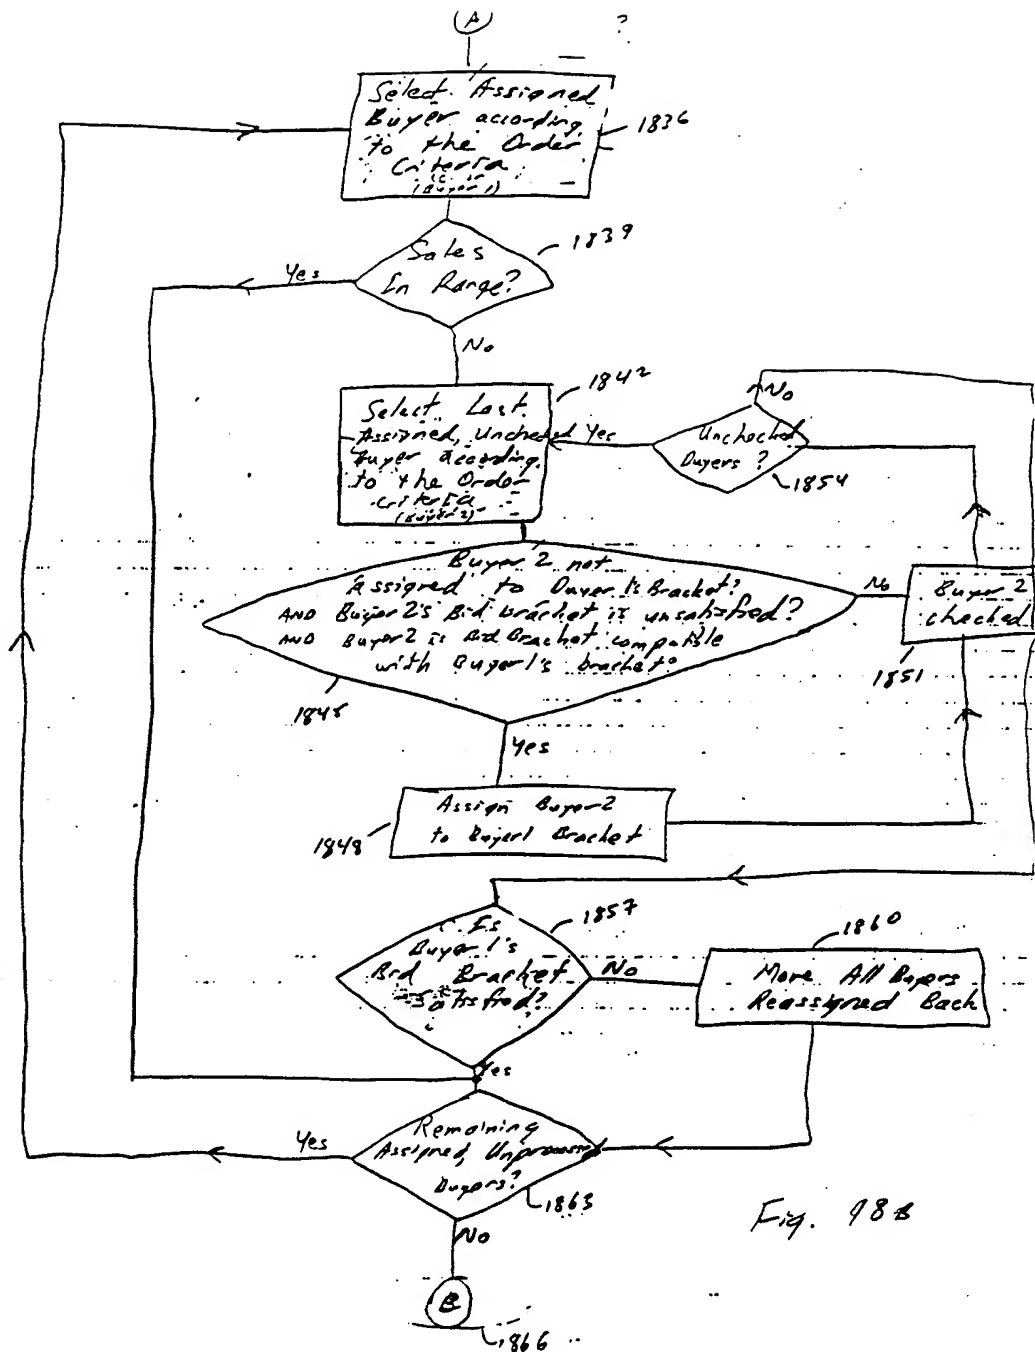 A
?
Select Assigned
Buyer according
to the Order
Criteria
(Buyer 1)
1836
Sales
In Range?
1839
Yes
No
1842
Select Last
Assigned, Unchecked
Buyer according
to the Order
criteria
(Buyer 2)
Yes
Unchecked
Buyers?
No
1854
Buyer 2 not
Assigned to Buyer 1's Bracket?
AND Buyer 2's Bid Bracket is unsatisfied?
AND Buyer 2 is Bid Bracket compatible
with Buyer 1's bracket?
1845
No
Buyer 2
checked
1851
Yes
Assign Buyer 2
to Buyer 1 Bracket
1848
Is
Buyer 1's
Bid Bracket
Satisfied?
1857
No
1860
Move All Buyers
Reassigned Back
Yes
Remaining
Assigned, Unprocessed
Buyers?
1863
Yes
No
B
1866
Fig. 18B